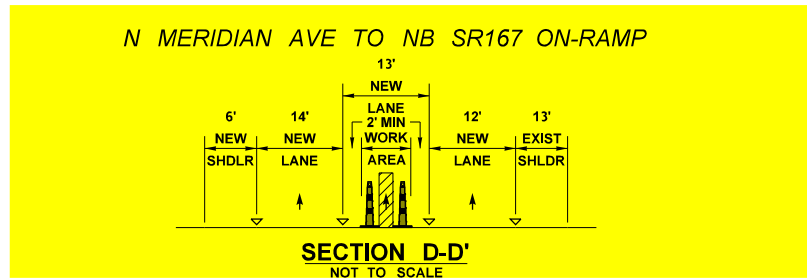 N MERIDIAN AVE TO NB SR167 ON-RAMP
13'
NEW
LANE
2' MIN
WORK
AREA
6'
NEW
SHDLR
14'
NEW
LANE
12'
NEW
LANE
13'
EXIST
SHLDR
SECTION D-D'
NOT TO SCALE